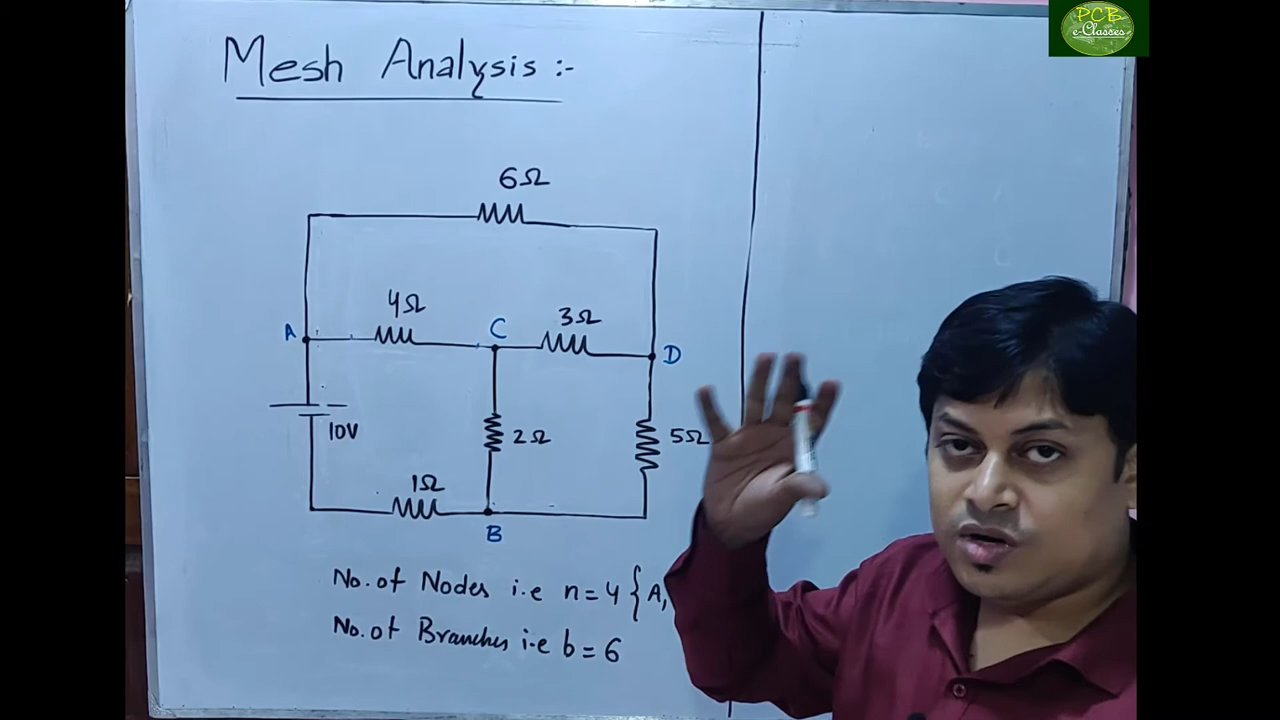 PCB
e-Classes
Mesh Analysis :-
6Ω
4Ω
3Ω
A
C
D
10V
2Ω
5Ω
1Ω
B
No. of Nodes i.e n = 4 { A,
No. of Branches i-e b = 6